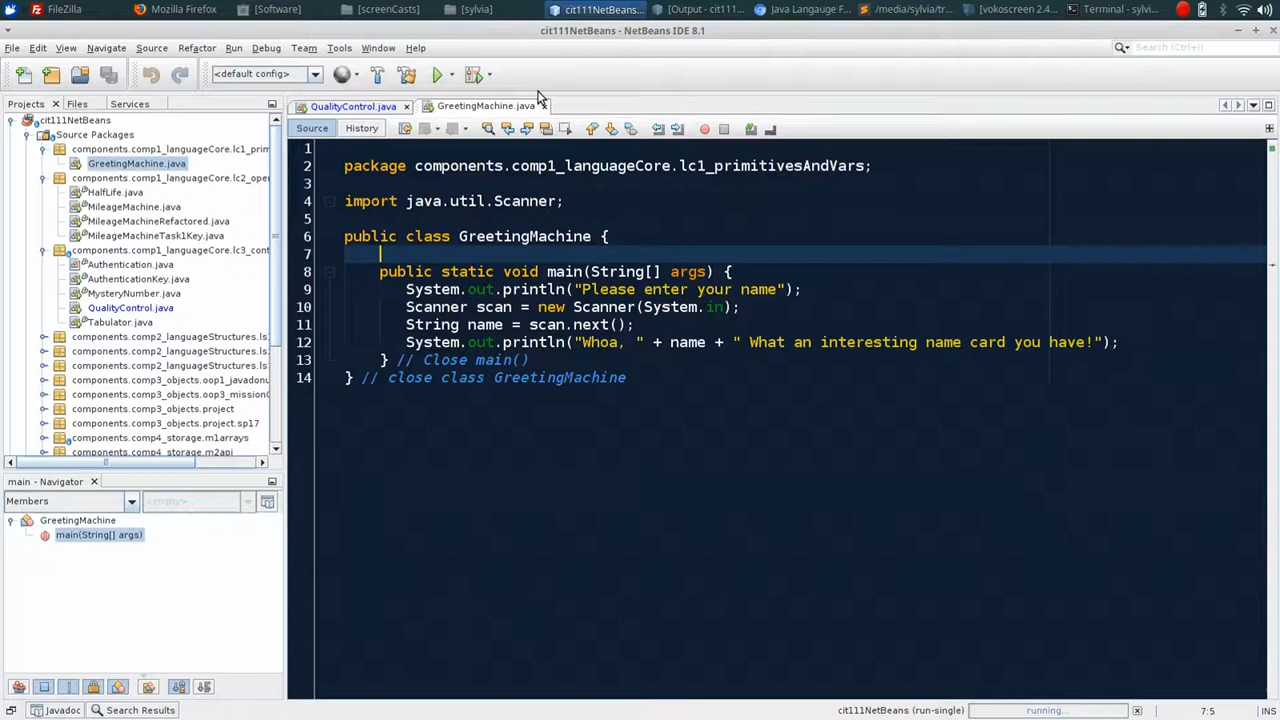 FileZilla
Mozilla Firefox
[Software]
[screenCasts]
[sylvia]
cit111NetBeans...
[Output - cit111...
Java Langauge F...
/media/sylvia/tr...
[vokoscreen 2.4...
Terminal - sylvi...
cit111NetBeans - NetBeans IDE 8.1
File Edit View Navigate Source Refactor Run Debug Team Tools Window Help
Search (Ctrl+I)
<default config>
Projects Files Services
QualityControl.java
GreetingMachine.java
Source History
cit111NetBeans
Source Packages
components.comp1_languageCore.lc1_prim
GreetingMachine.java
components.comp1_languageCore.lc2_ope
HalfLife.java
MileageMachine.java
MileageMachineRefactored.java
MileageMachineTask1Key.java
components.comp1_languageCore.lc3_cont
Authentication.java
AuthenticationKey.java
MysteryNumber.java
QualityControl.java
Tabulator.java
components.comp2_languageStructures.ls
components.comp2_languageStructures.ls
components.comp2_languageStructures.ls
components.comp3_objects.oop1_javadonu
components.comp3_objects.oop3_mission
components.comp3_objects.project
components.comp3_objects.project.sp17
components.comp4_storage.m1arrays
components.comp4_storage.m2api
1
2 package components.comp1_languageCore.lc1_primitivesAndVars;
3
4 import java.util.Scanner;
5
6 public class GreetingMachine {
7
8 public static void main(String[] args) {
9 System.out.println("Please enter your name");
10 Scanner scan = new Scanner(System.in);
11 String name = scan.next();
12 System.out.println("Whoa, " + name + " What an interesting name card you have!");
13 } // Close main()
14 } // close class GreetingMachine
main - Navigator
Members
<empty>
GreetingMachine
main(String[] args)
Javadoc
Search Results
cit111NetBeans (run-single)
running...
7:5
INS